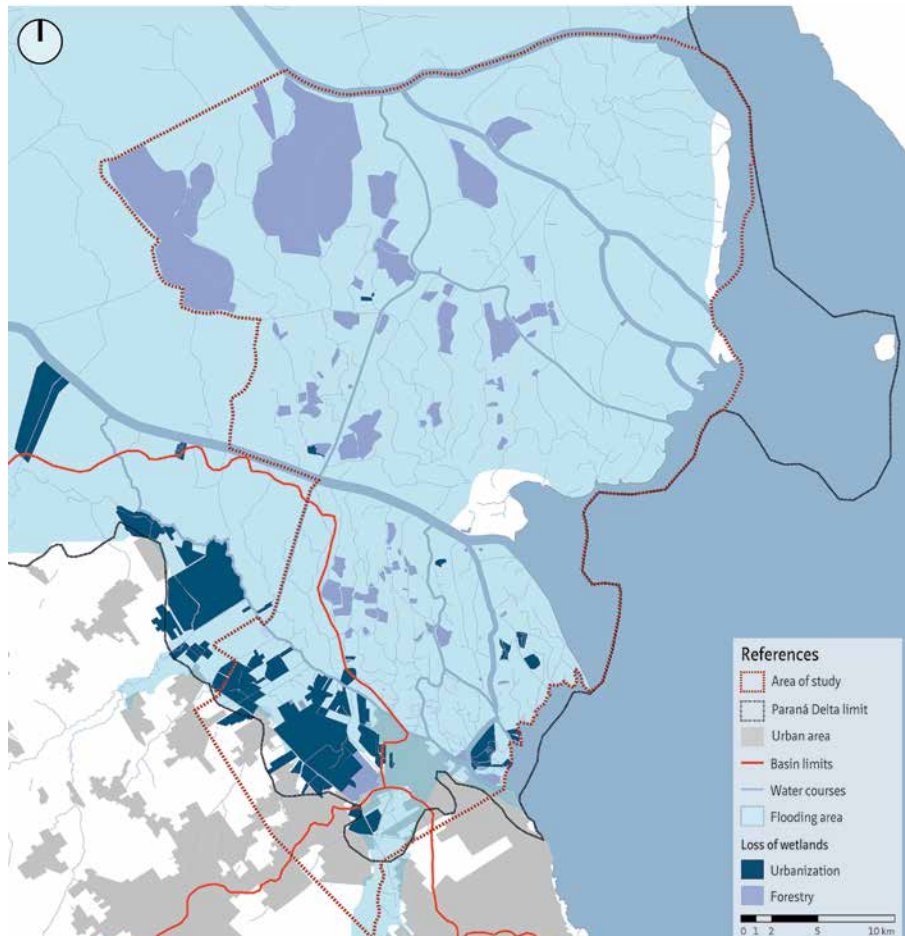 References
Area of study
Paraná Delta limit
Urban area
Basin limits
Water courses
Flooding area
Loss of wetlands
Urbanization
Forestry
0 1 2 5 10 km